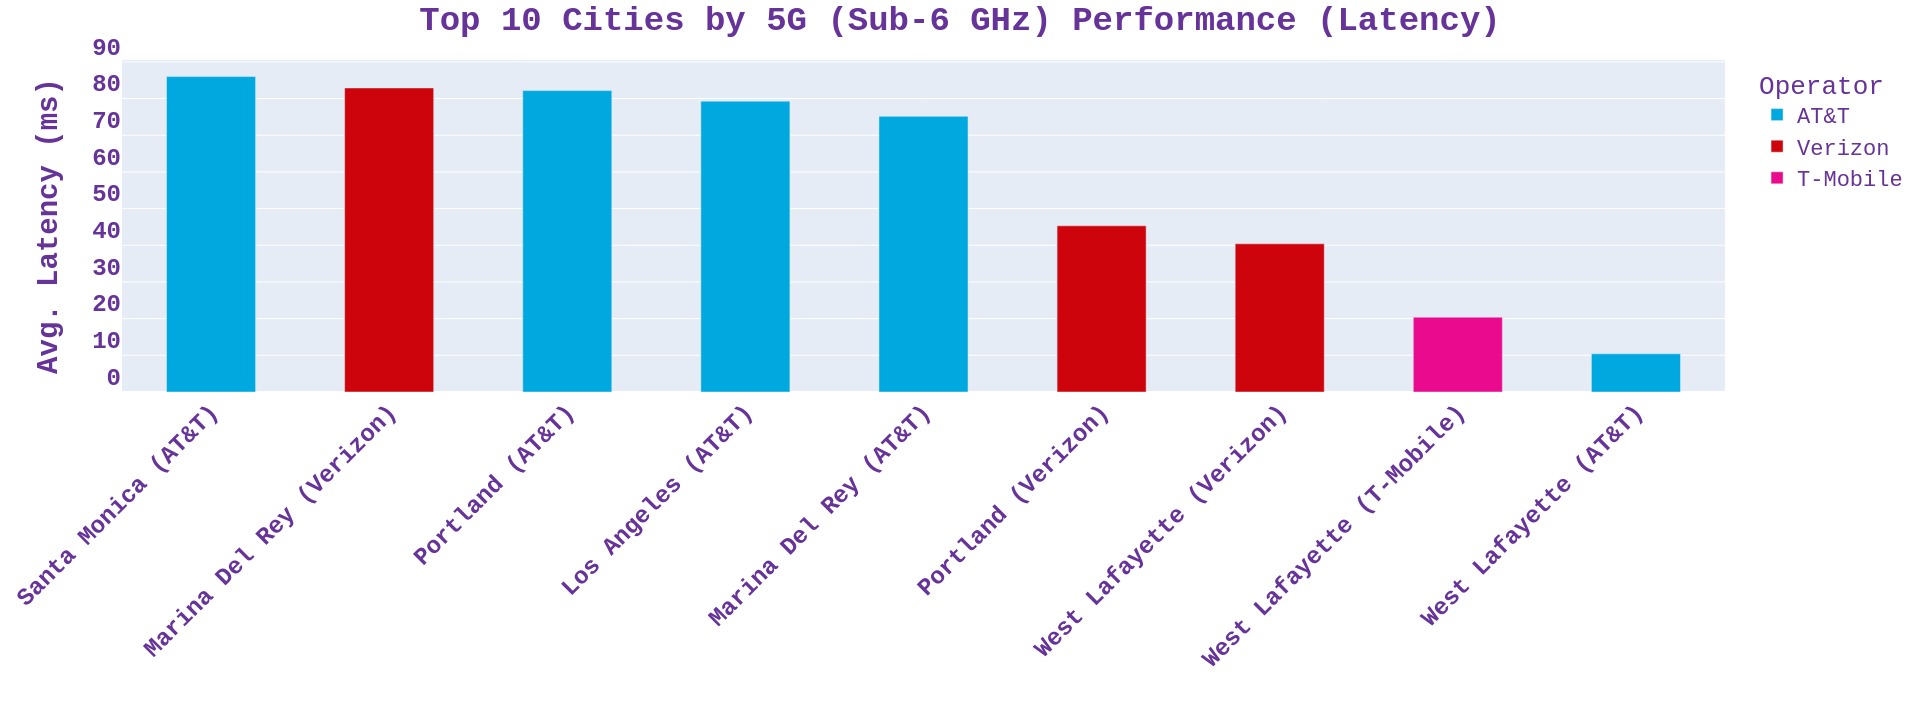 Top 10 Cities by 5G (Sub-6 GHz) Performance (Latency)
Avg. Latency (ms)
90
80
70
60
50
40
30
20
10
0
Santa Monica (AT&T)
Marina Del Rey (Verizon)
Portland (AT&T)
Los Angeles (AT&T)
Marina Del Rey (AT&T)
Portland (Verizon)
West Lafayette (Verizon)
West Lafayette (T-Mobile)
West Lafayette (AT&T)
Operator
AT&T
Verizon
T-Mobile